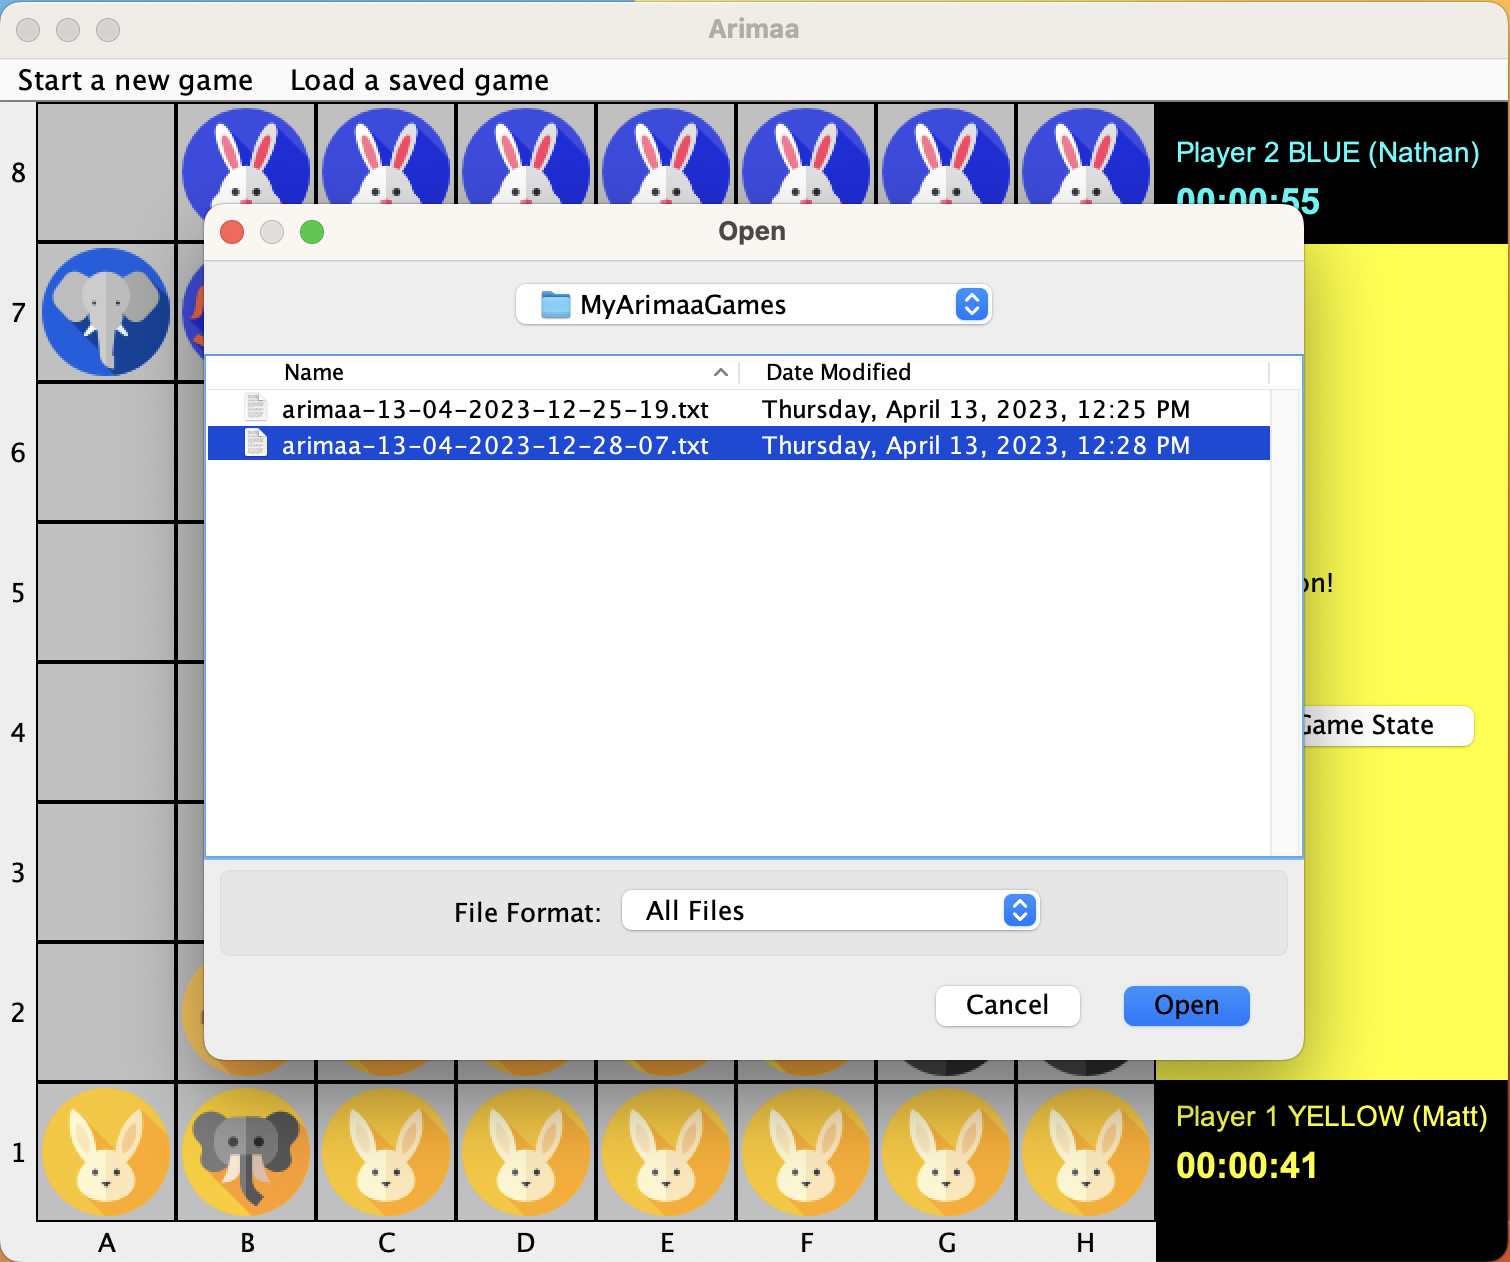 Arimaa
Start a new game Load a saved game
8
Player 2 BLUE (Nathan)
00:00:55
Open
7
MyArimaaGames
Name Date Modified
arimaa-13-04-2023-12-25-19.txt Thursday, April 13, 2023, 12:25 PM
arimaa-13-04-2023-12-28-07.txt Thursday, April 13, 2023, 12:28 PM
6
5
on!
4
Game State
3
File Format: All Files
2
Cancel Open
Player 1 YELLOW (Matt)
1
00:00:41
A B C D E F G H